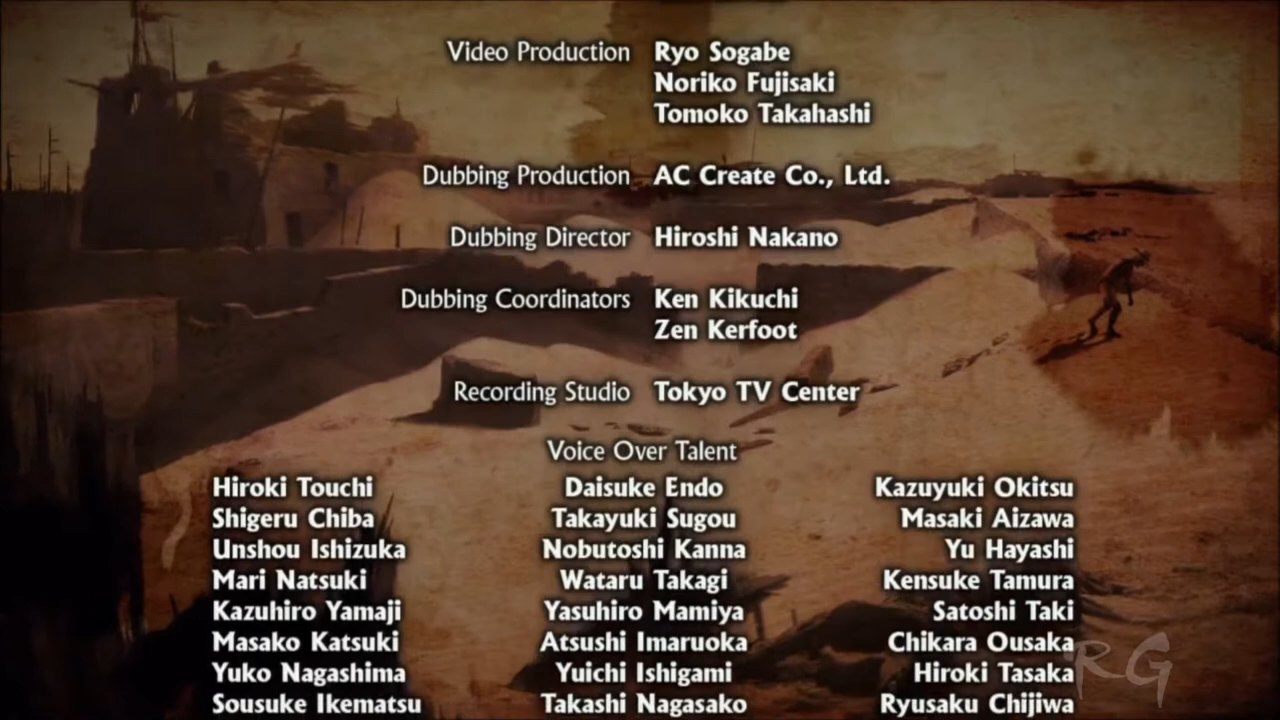 Video Production Ryo Sogabe
Noriko Fujisaki
Tomoko Takahashi
Dubbing Production AC Create Co., Ltd.
Dubbing Director Hiroshi Nakano
Dubbing Coordinators Ken Kikuchi
Zen Kerfoot
Recording Studio Tokyo TV Center
Voice Over Talent
Hiroki Touchi Daisuke Endo Kazuyuki Okitsu
Shigeru Chiba Takayuki Sugou Masaki Aizawa
Unshou Ishizuka Nobutoshi Kanna Yu Hayashi
Mari Natsuki Wataru Takagi Kensuke Tamura
Kazuhiro Yamaji Yasuhiro Mamiya Satoshi Taki
Masako Katsuki Atsushi Imaruoka Chikara Ousaka
Yuko Nagashima Yuichi Ishigami Hiroki Tasaka
Sousuke Ikematsu Takashi Nagasako Ryusaku Chijiwa
RG